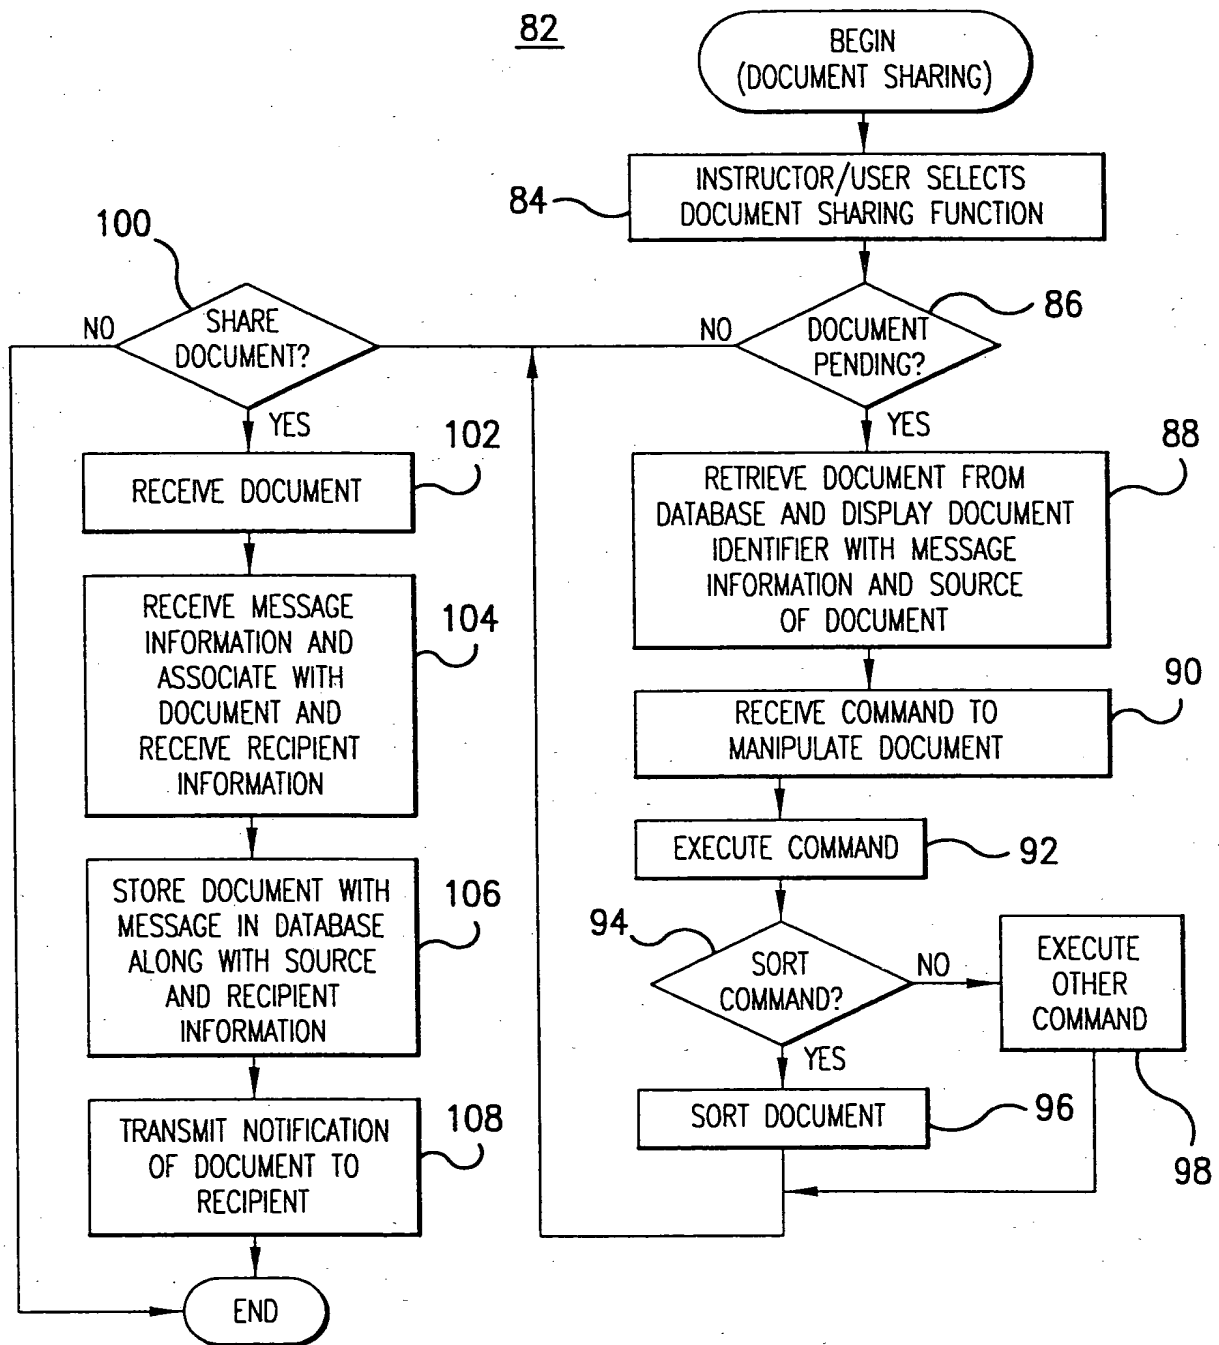 82
BEGIN
(DOCUMENT SHARING)
84
INSTRUCTOR/USER SELECTS
DOCUMENT SHARING FUNCTION
86
DOCUMENT
PENDING?
NO
YES
88
RETRIEVE DOCUMENT FROM
DATABASE AND DISPLAY DOCUMENT
IDENTIFIER WITH MESSAGE
INFORMATION AND SOURCE
OF DOCUMENT
90
RECEIVE COMMAND TO
MANIPULATE DOCUMENT
EXECUTE COMMAND
92
94
SORT
COMMAND?
NO
EXECUTE
OTHER
COMMAND
98
YES
SORT DOCUMENT
96
100
SHARE
DOCUMENT?
NO
YES
102
RECEIVE DOCUMENT
104
RECEIVE MESSAGE
INFORMATION AND
ASSOCIATE WITH
DOCUMENT AND
RECEIVE RECIPIENT
INFORMATION
106
STORE DOCUMENT WITH
MESSAGE IN DATABASE
ALONG WITH SOURCE
AND RECIPIENT
INFORMATION
108
TRANSMIT NOTIFICATION
OF DOCUMENT TO
RECIPIENT
END